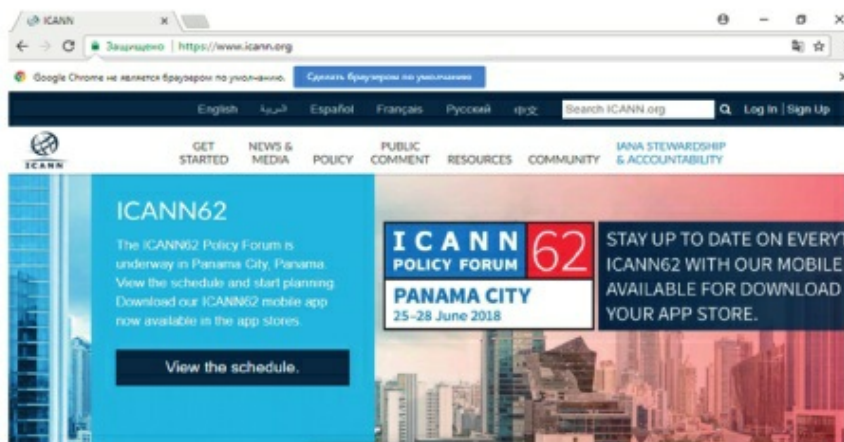 ICANN
Защищено | https://www.icann.org
Google Chrome не является браузером по умолчанию. Сделать браузером по умолчанию
English العربية Español Français Русский 中文 Search ICANN.org Log In | Sign Up
ICANN
GET STARTED NEWS & MEDIA POLICY PUBLIC COMMENT RESOURCES COMMUNITY IANA STEWARDSHIP & ACCOUNTABILITY
ICANN62
The ICANN62 Policy Forum is
underway in Panama City, Panama.
View the schedule and start planning.
Download our ICANN62 mobile app
now available in the app stores.
View the schedule.
ICANN 62
POLICY FORUM
PANAMA CITY
25-28 June 2018
STAY UP TO DATE ON EVERYT
ICANN62 WITH OUR MOBILE
AVAILABLE FOR DOWNLOAD
YOUR APP STORE.